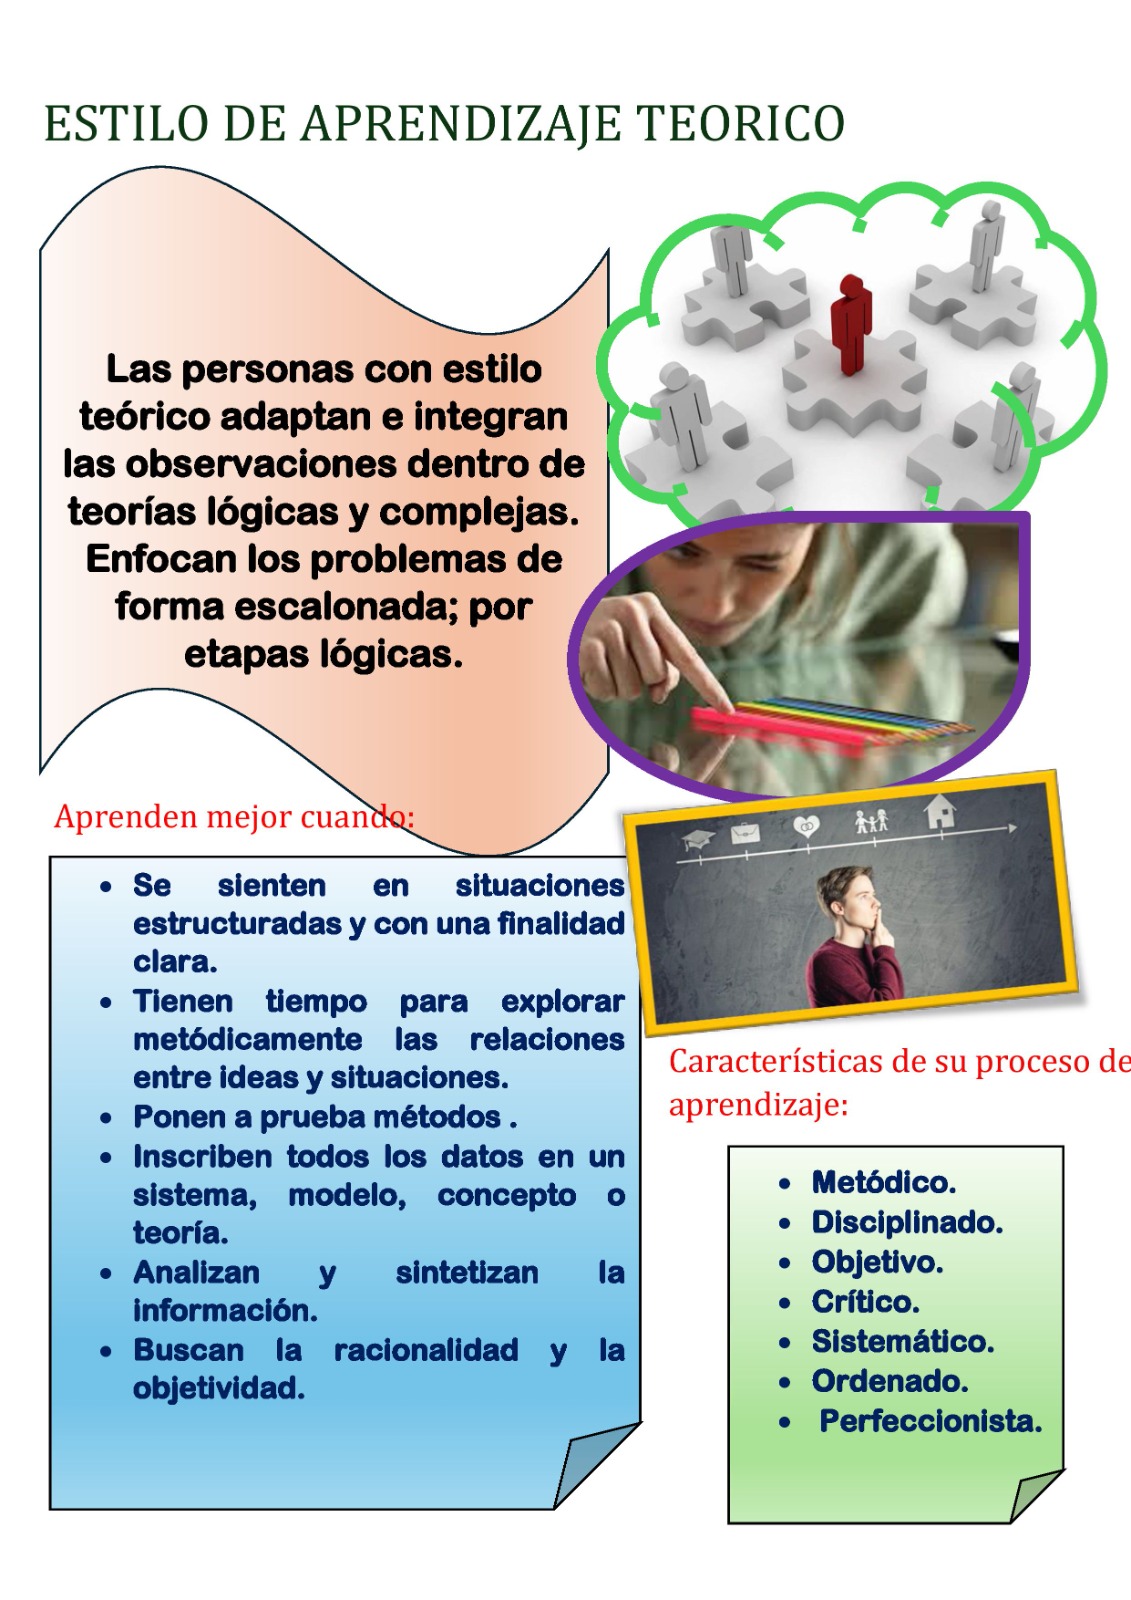 ESTILO DE APRENDIZAJE TEORICO
Las personas con estilo
teórico adaptan e integran
las observaciones dentro de
teorías lógicas y complejas.
Enfocan los problemas de
forma escalonada; por
etapas lógicas.
Aprenden mejor cuando:
• Se sienten en situaciones
estructuradas y con una finalidad
clara.
• Tienen tiempo para explorar
metódicamente las relaciones
entre ideas y situaciones.
• Ponen a prueba métodos .
• Inscriben todos los datos en un
sistema, modelo, concepto o
teoría.
• Analizan y sintetizan la
información.
• Buscan la racionalidad y la
objetividad.
Características de su proceso de
aprendizaje:
• Metódico.
• Disciplinado.
• Objetivo.
• Crítico.
• Sistemático.
• Ordenado.
• Perfeccionista.